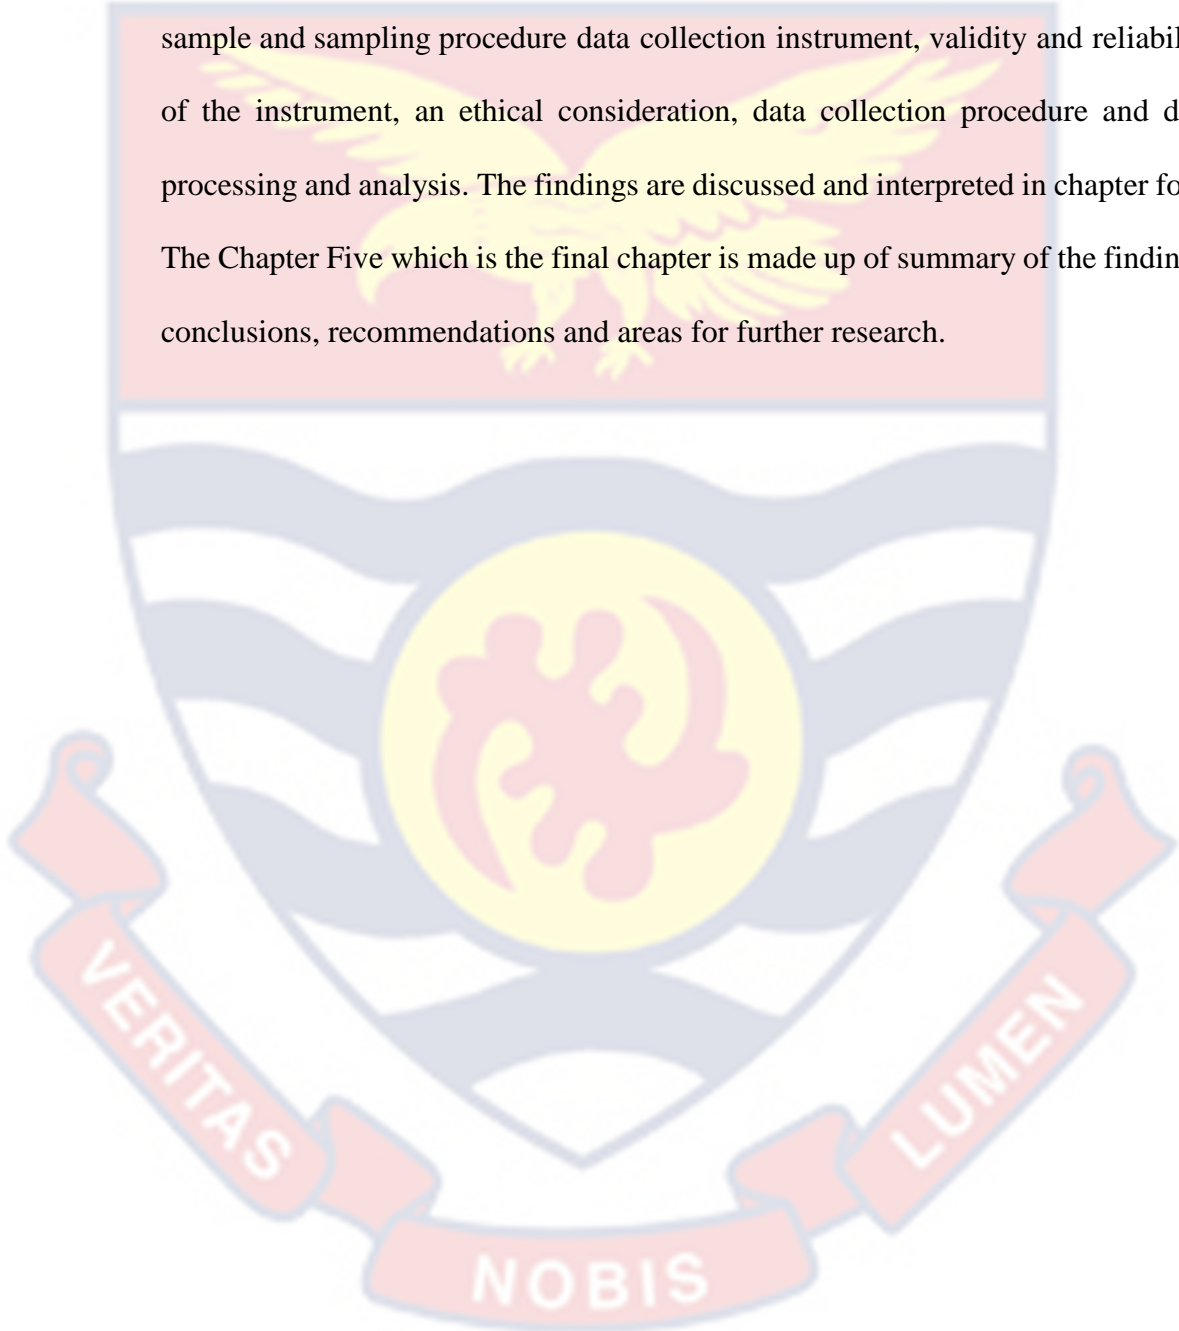 sample and sampling procedure data collection instrument, validity and reliabil
of the instrument, an ethical consideration, data collection procedure and d
processing and analysis. The findings are discussed and interpreted in chapter fo
The Chapter Five which is the final chapter is made up of summary of the findin
conclusions, recommendations and areas for further research.
VERITAS
NOBIS
LUMEN